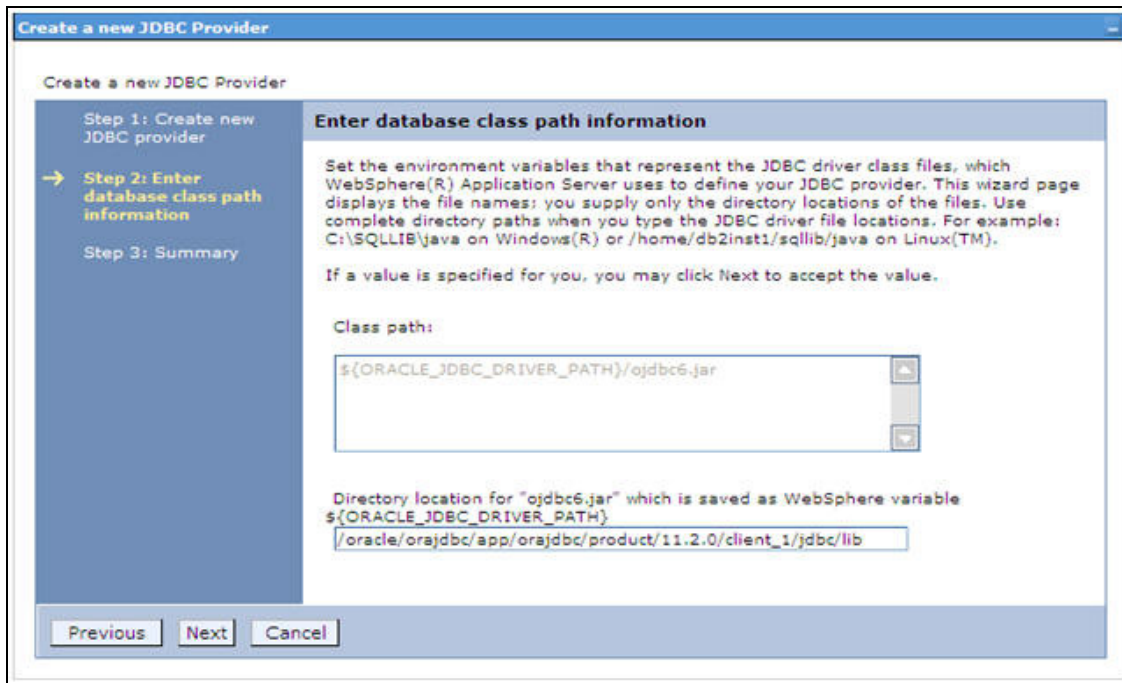 Create a new JDBC Provider
Create a new JDBC Provider
Step 1: Create new
JDBC provider
Step 2: Enter
database class path
information
Step 3: Summary
Enter database class path information
Set the environment variables that represent the JDBC driver class files, which
WebSphere(R) Application Server uses to define your JDBC provider. This wizard page
displays the file names; you supply only the directory locations of the files. Use
complete directory paths when you type the JDBC driver file locations. For example:
C:\SQLLIB\java on Windows(R) or /home/db2inst1/sqllib/java on Linux(TM).
If a value is specified for you, you may click Next to accept the value.
Class path:
${ORACLE_JDBC_DRIVER_PATH}/ojdbc6.jar
Directory location for "ojdbc6.jar" which is saved as WebSphere variable
${ORACLE_JDBC_DRIVER_PATH}
/oracle/orajdbc/app/orajdbc/product/11.2.0/client_1/jdbc/lib
Previous Next Cancel